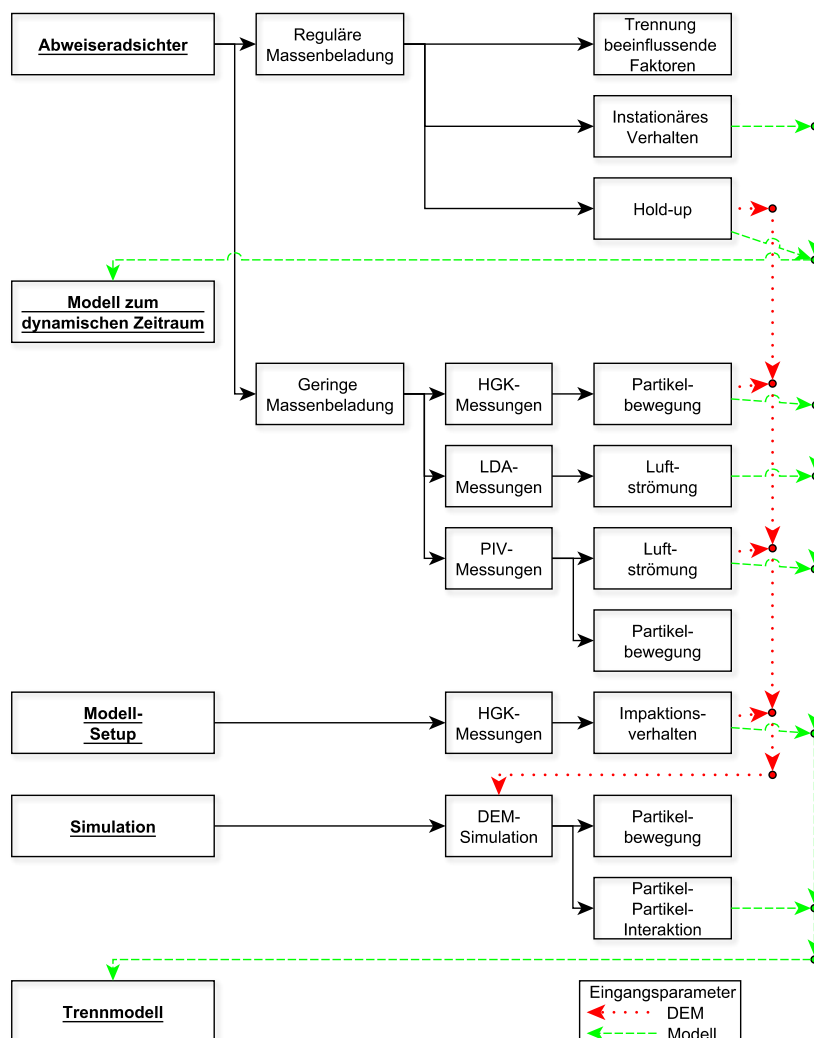 Abweiseradsichter
Reguläre
Massenbeladung
Trennung
beeinflussende
Faktoren
Instationäres
Verhalten
Hold-up
Modell zum
dynamischen Zeitraum
Geringe
Massenbeladung
HGK-
Messungen
Partikel-
bewegung
LDA-
Messungen
Luft-
strömung
PIV-
Messungen
Luft-
strömung
Partikel-
bewegung
Modell-
Setup
HGK-
Messungen
Impaktions-
verhalten
Simulation
DEM-
Simulation
Partikel-
bewegung
Partikel-
Partikel-
Interaktion
Trennmodell
Eingangsparameter
DEM
Modell